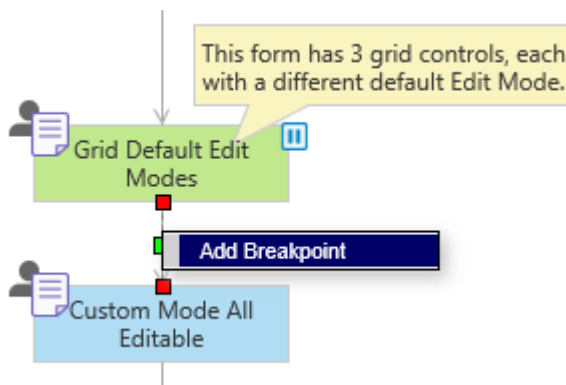 This form has 3 grid controls, each
with a different default Edit Mode.
Grid Default Edit
Modes
Add Breakpoint
Custom Mode All
Editable